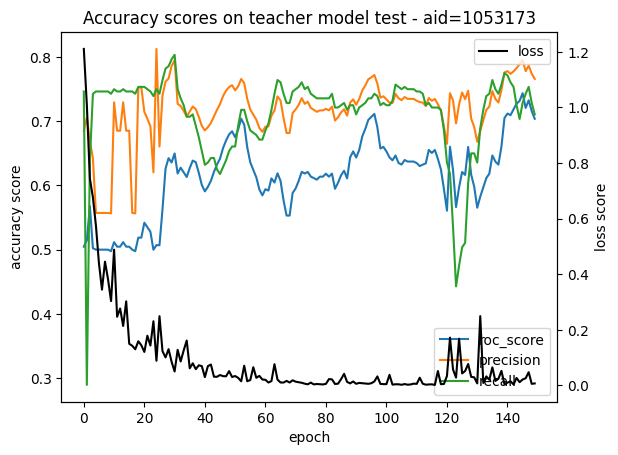 Accuracy scores on teacher model test - aid=1053173
loss
0.8
0.7
0.6
0.5
0.4
0.3
accuracy score
1.2
1.0
0.8
0.6
0.4
0.2
0.0
loss score
roc_score
precision
recall
0 20 40 60 80 100 120 140
epoch